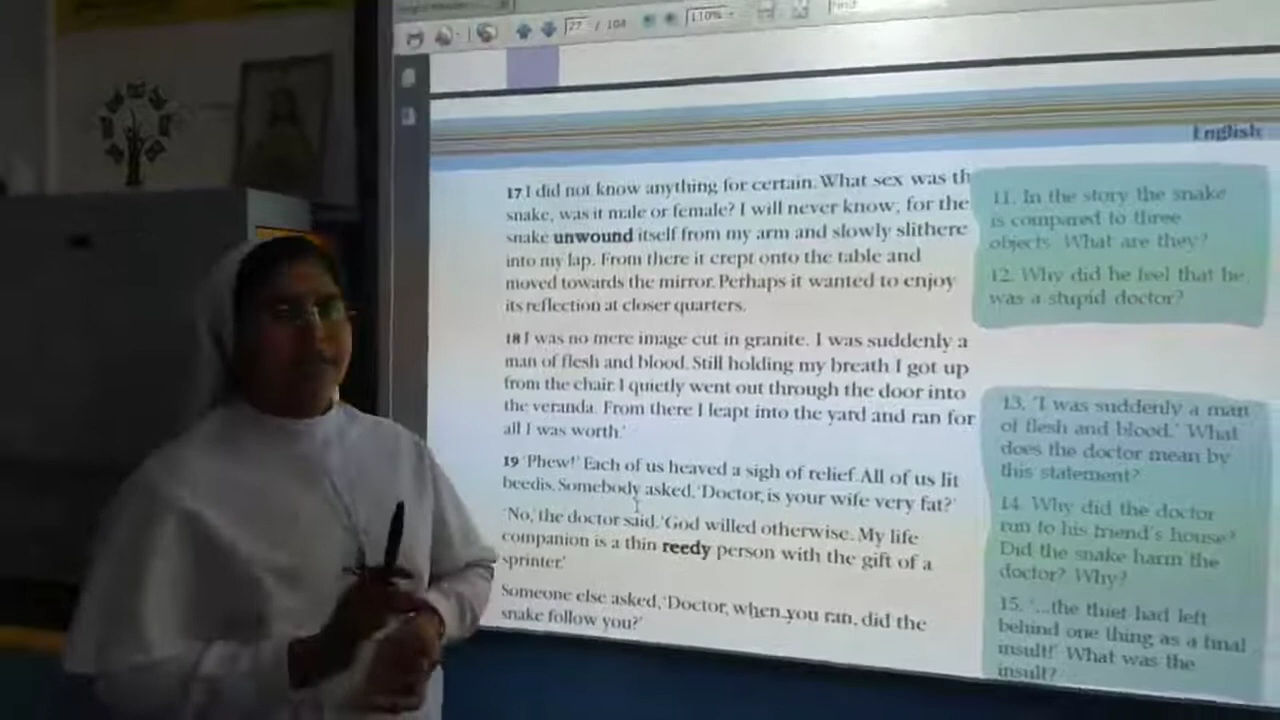 27 / 104
110%
Find
English
17 I did not know anything for certain. What sex was th
snake, was it male or female? I will never know; for the
snake unwound itself from my arm and slowly slithere
into my lap. From there it crept onto the table and
moved towards the mirror. Perhaps it wanted to enjoy
its reflection at closer quarters.
18 I was no mere image cut in granite. I was suddenly a
man of flesh and blood. Still holding my breath I got up
from the chair. I quietly went out through the door into
the veranda. From there I leapt into the yard and ran for
all I was worth.'
19 'Phew!' Each of us heaved a sigh of relief. All of us lit
beedis. Somebody asked, 'Doctor, is your wife very fat?'
'No,' the doctor said. 'God willed otherwise. My life
companion is a thin reedy person with the gift of a
sprinter.'
Someone else asked, 'Doctor, when you ran, did the
snake follow you?'
11. In the story the snake
is compared to three
objects. What are they?
12. Why did he feel that he
was a stupid doctor?
13. 'I was suddenly a man
of flesh and blood.' What
does the doctor mean by
this statement?
14. Why did the doctor
run to his friend's house?
Did the snake harm the
doctor? Why?
15. '...the thief had left
behind one thing as a final
insult!' What was the
insult?